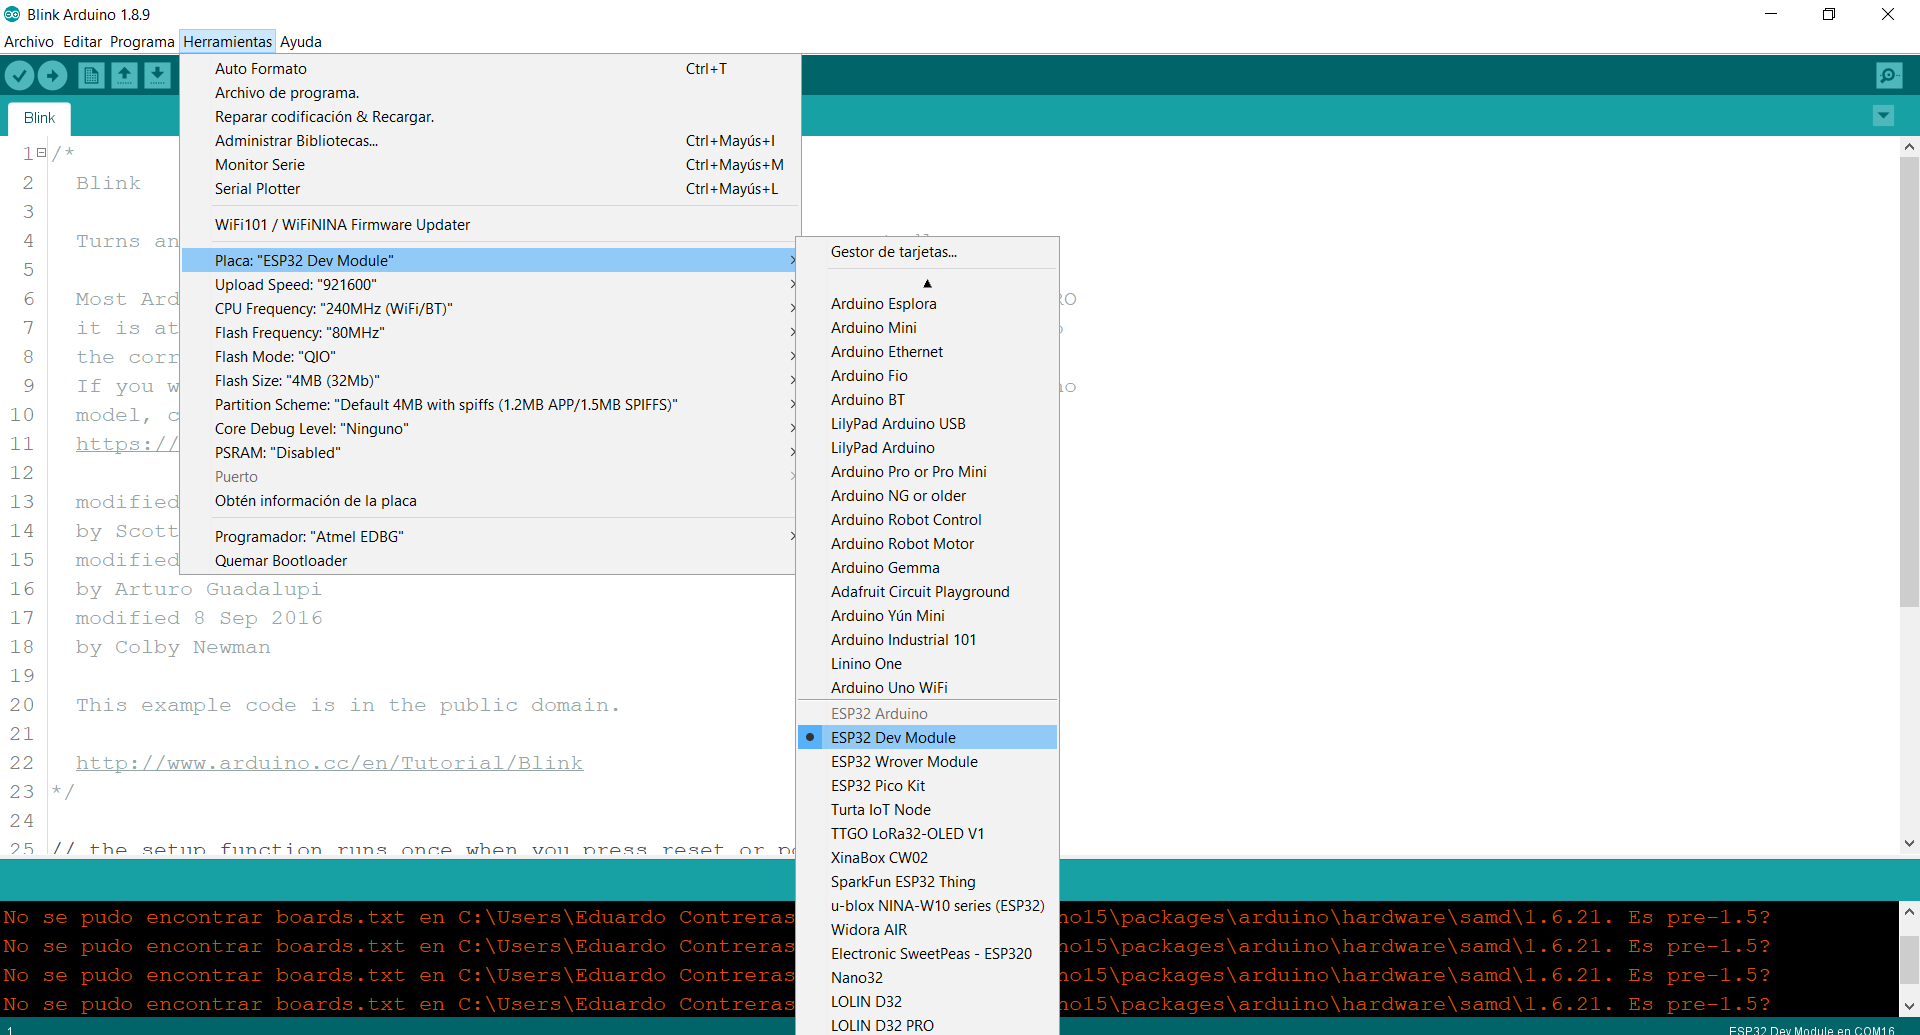 Blink Arduino 1.8.9
Archivo Editar Programa Herramientas Ayuda
Blink
Auto Formato Ctrl+T
Archivo de programa.
Reparar codificación & Recargar.
Administrar Bibliotecas... Ctrl+Mayús+I
Monitor Serie Ctrl+Mayús+M
Serial Plotter Ctrl+Mayús+L
WiFi101 / WiFiNINA Firmware Updater
Placa: "ESP32 Dev Module"
Upload Speed: "921600"
CPU Frequency: "240MHz (WiFi/BT)"
Flash Frequency: "80MHz"
Flash Mode: "QIO"
Flash Size: "4MB (32Mb)"
Partition Scheme: "Default 4MB with spiffs (1.2MB APP/1.5MB SPIFFS)"
Core Debug Level: "Ninguno"
PSRAM: "Disabled"
Puerto
Obtén información de la placa
Programador: "Atmel EDBG"
Quemar Bootloader
Gestor de tarjetas...
Arduino Esplora
Arduino Mini
Arduino Ethernet
Arduino Fio
Arduino BT
LilyPad Arduino USB
LilyPad Arduino
Arduino Pro or Pro Mini
Arduino NG or older
Arduino Robot Control
Arduino Robot Motor
Arduino Gemma
Adafruit Circuit Playground
Arduino Yún Mini
Arduino Industrial 101
Linino One
Arduino Uno WiFi
ESP32 Arduino
ESP32 Dev Module
ESP32 Wrover Module
ESP32 Pico Kit
Turta IoT Node
TTGO LoRa32-OLED V1
XinaBox CW02
SparkFun ESP32 Thing
u-blox NINA-W10 series (ESP32)
Widora AIR
Electronic SweetPeas - ESP320
Nano32
LOLIN D32
LOLIN D32 PRO
1 /*
2 Blink
3
4 Turns an
5
6 Most Ard RO
7 it is at
8 the corr
9 If you w no
10 model, c
11 https://
12
13 modified
14 by Scott
15 modified
16 by Arturo Guadalupi
17 modified 8 Sep 2016
18 by Colby Newman
19
20 This example code is in the public domain.
21
22 http://www.arduino.cc/en/Tutorial/Blink
23 */
24
25 // the setup function runs once when you press reset or po
No se pudo encontrar boards.txt en C:\Users\Eduardo Contreras no15\packages\arduino\hardware\samd\1.6.21. Es pre-1.5?
No se pudo encontrar boards.txt en C:\Users\Eduardo Contreras no15\packages\arduino\hardware\samd\1.6.21. Es pre-1.5?
No se pudo encontrar boards.txt en C:\Users\Eduardo Contreras no15\packages\arduino\hardware\samd\1.6.21. Es pre-1.5?
No se pudo encontrar boards.txt en C:\Users\Eduardo Contreras no15\packages\arduino\hardware\samd\1.6.21. Es pre-1.5?
1 ESP32 Dev Module en COM16